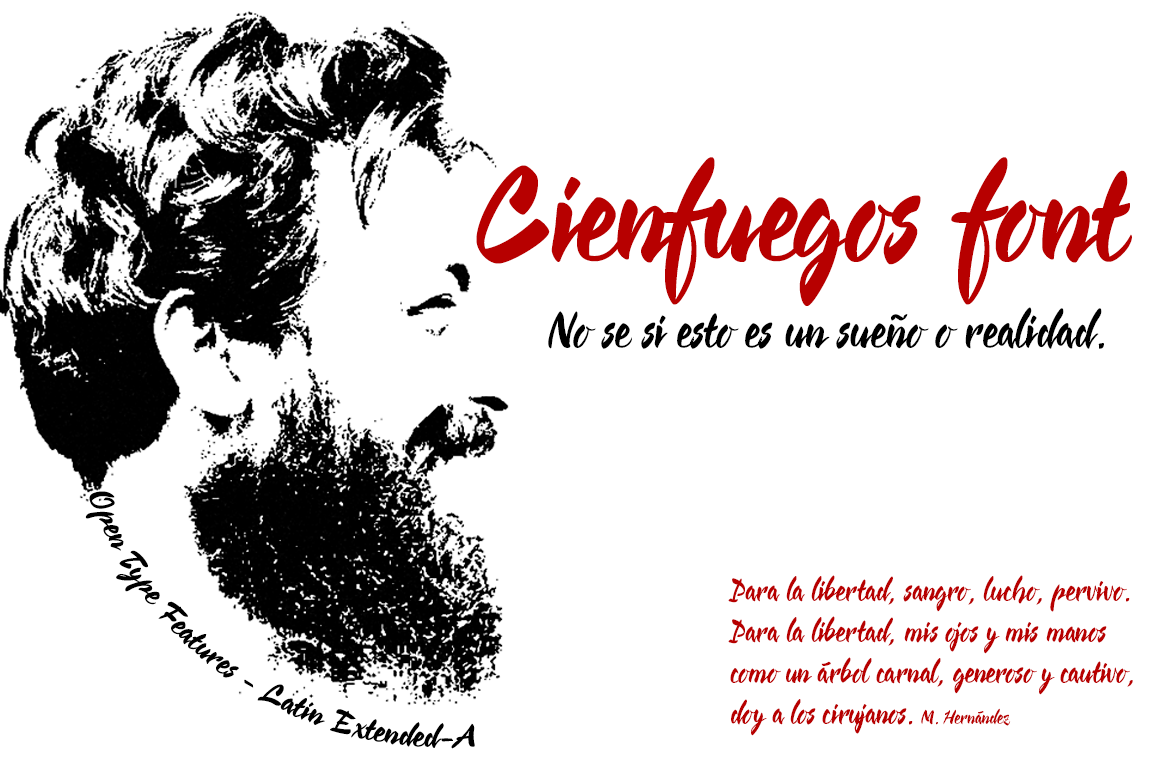 Cienfuegos font
No se si esto es un sueño o realidad.
Open Type Features - Latin Extended-A
Para la libertad, sangro, lucho, pervivo.
Para la libertad, mis ojos y mis manos
como un árbol carnal, generoso y cautivo,
doy a los cirujanos. M. Hernández